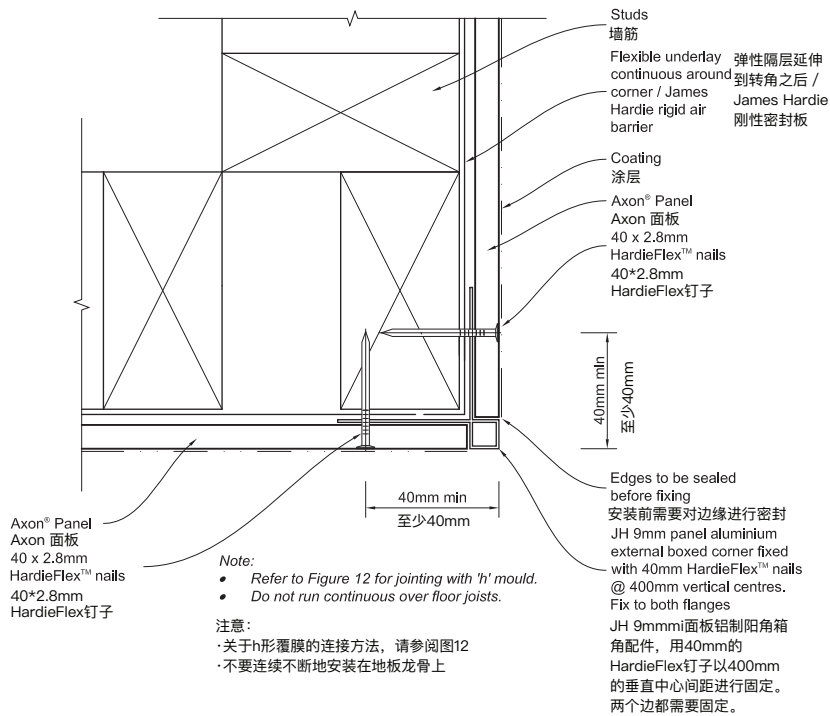 Studs
墙筋
Flexible underlay
continuous around
corner / James
Hardie rigid air
barrier
弹性隔层延伸
到转角之后 /
James Hardie
刚性密封板
Coating
涂层
Axon® Panel
Axon 面板
40 x 2.8mm
HardieFlex™ nails
40*2.8mm
HardieFlex钉子
40mm min
至少40mm
40mm min
至少40mm
Edges to be sealed
before fixing
安装前需要对边缘进行密封
JH 9mm panel aluminium
external boxed corner fixed
with 40mm HardieFlex™ nails
@ 400mm vertical centres.
Fix to both flanges
JH 9mmmi面板铝制阳角箱
角配件，用40mm的
HardieFlex钉子以400mm
的垂直中心间距进行固定。
两个边都需要固定。
Axon® Panel
Axon 面板
40 x 2.8mm
HardieFlex™ nails
40*2.8mm
HardieFlex钉子
Note:
• Refer to Figure 12 for jointing with 'h' mould.
• Do not run continuous over floor joists.
注意：
·关于h形覆膜的连接方法，请参阅图12
·不要连续不断地安装在地板龙骨上